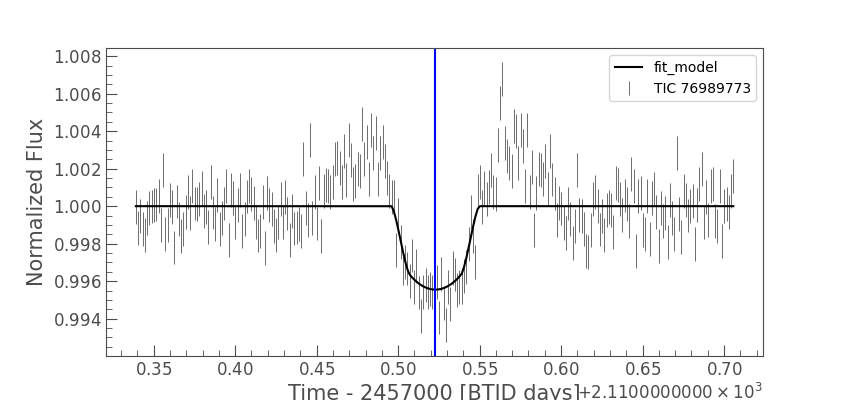 1.008
1.006
1.004
1.002
1.000
0.998
0.996
0.994
Normalized Flux
fit_model
TIC 76989773
0.35 0.40 0.45 0.50 0.55 0.60 0.65 0.70
Time - 2457000 [BTJD days]
+2.1100000000×10³